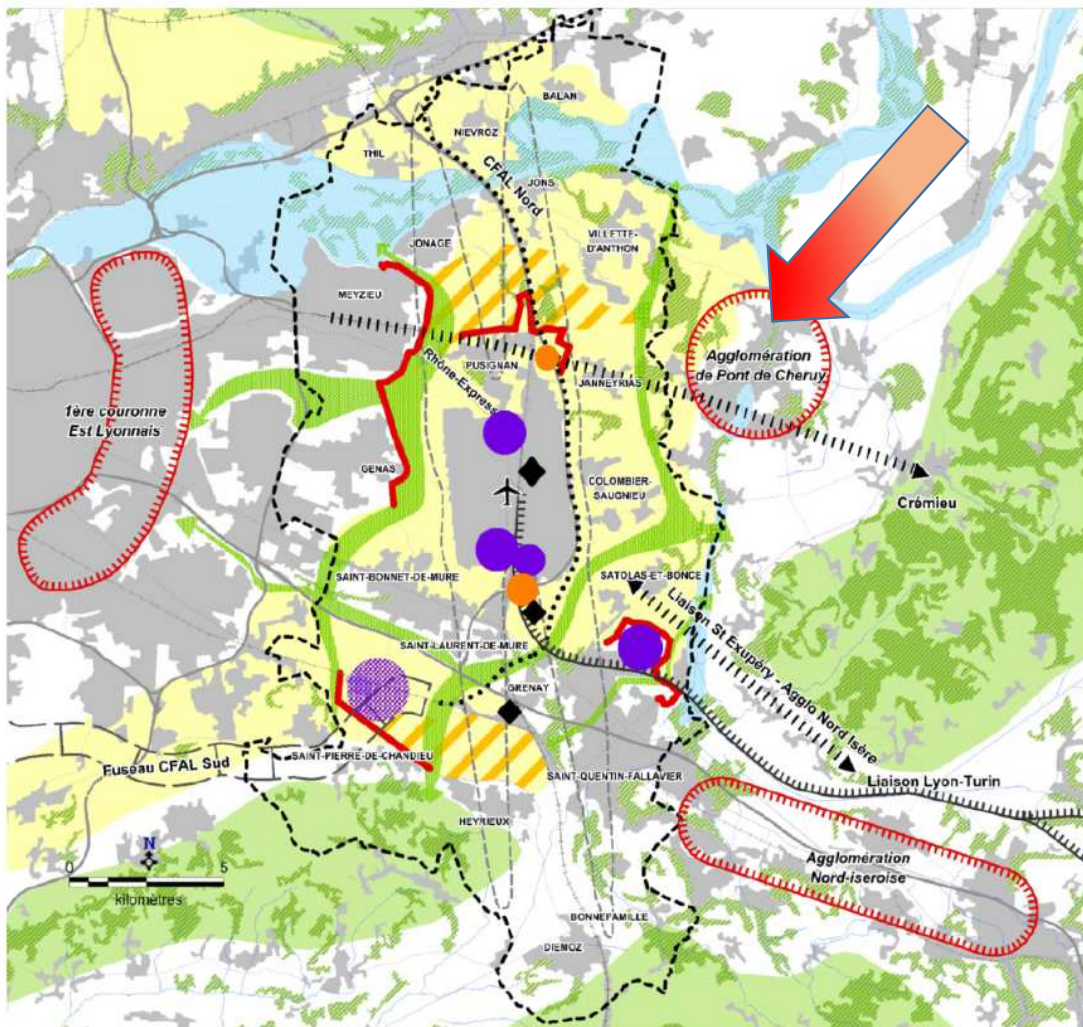 BALAN
NIEVROZ
THIL
CFAL Nord
JONS
VILLETTE-
D'ANTHON
JONAGE
MEYZIEU
Rhône-Express
PUSIGNAN
JANNEYRIAS
Agglomération
de Pont de Cheruy
1ère couronne
Est Lyonnais
GENAS
COLOMBIER-
SAUGNIEU
Crémieu
SAINT-BONNET-DE-MURE
SATOLAS-ET-BONCE
Liaison St Exupéry - Agglo Nord Isère
SAINT-LAURENT-DE-MURE
GRENAY
SAINT-PIERRE-DE-CHANDIEU
Fuseau CFAL Sud
SAINT-QUENTIN-FALLAVIER
Liaison Lyon-Turin
HEYRIEUX
N
0 5
kilomètres
Agglomération
Nord-iseroise
BONNEFAMILLE
DIEMOZ